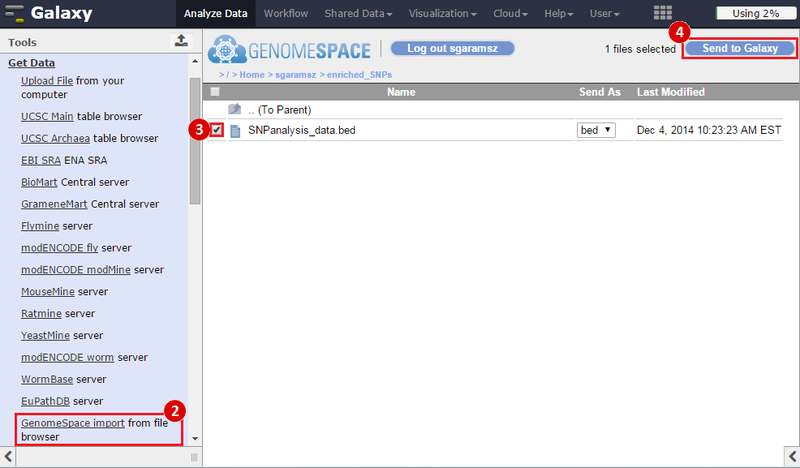 Galaxy
Analyze Data Workflow Shared Data Visualization Cloud Help User Using 2%
Tools
Get Data
Upload File from your
computer
UCSC Main table browser
UCSC Archaea table browser
EBI SRA ENA SRA
BioMart Central server
GrameneMart Central server
Flymine server
modENCODE fly server
modENCODE modMine server
MouseMine server
Ratmine server
YeastMine server
modENCODE worm server
WormBase server
EuPathDB server
2
GenomeSpace import from file
browser
4
GENOMESPACE Log out sgaramsz 1 files selected Send to Galaxy
> / > Home > sgaramsz > enriched_SNPs
Name Send As Last Modified
.. (To Parent)
3 SNPanalysis_data.bed bed Dec 4, 2014 10:23:23 AM EST